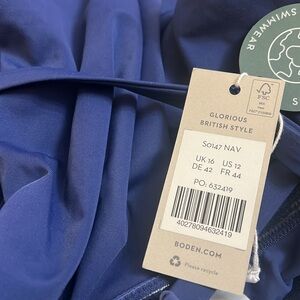 SWIMWEAR
S
FSC
GLORIOUS
BRITISH STYLE
S0147 NAV
UK 16 US 12
DE 42 FR 44
PO: 632419
40278094632419
BODEN.COM
Please recycle